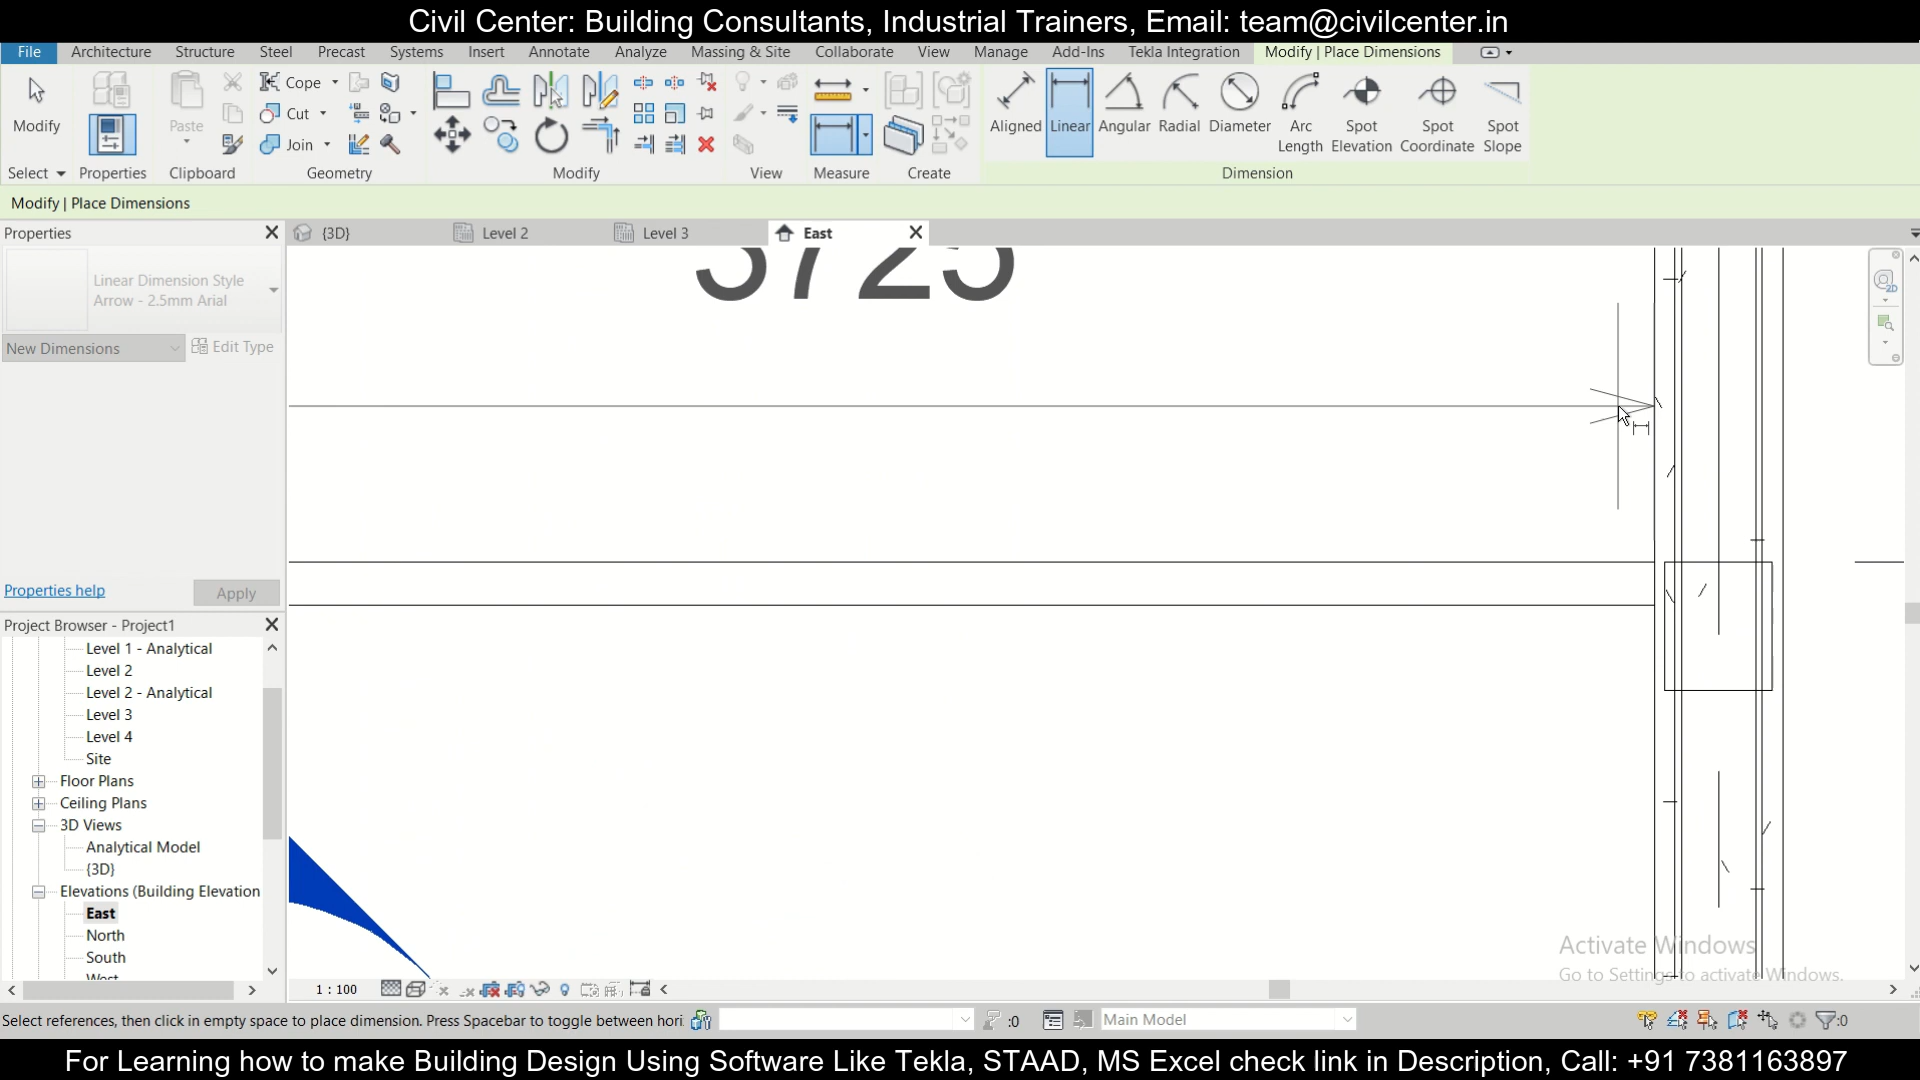 Civil Center: Building Consultants, Industrial Trainers, Email: team@civilcenter.in
File Architecture Structure Steel Precast Systems Insert Annotate Analyze Massing & Site Collaborate View Manage Add-Ins Tekla Integration Modify | Place Dimensions
Modify Paste Cope Cut Join Aligned Linear Angular Radial Diameter Arc Length Spot Elevation Spot Coordinate Spot Slope
Select Properties Clipboard Geometry Modify View Measure Create Dimension
Modify | Place Dimensions
Properties
{3D} Level 2 Level 3 East
Linear Dimension Style
Arrow - 2.5mm Arial
New Dimensions Edit Type
3725
Properties help Apply
Project Browser - Project1
Level 1 - Analytical
Level 2
Level 2 - Analytical
Level 3
Level 4
Site
Floor Plans
Ceiling Plans
3D Views
Analytical Model
{3D}
Elevations (Building Elevation
East
North
South
West
Activate Windows
Go to Settings to activate Windows.
1 : 100
Select references, then click in empty space to place dimension. Press Spacebar to toggle between hori :0 Main Model :0
For Learning how to make Building Design Using Software Like Tekla, STAAD, MS Excel check link in Description, Call: +91 7381163897